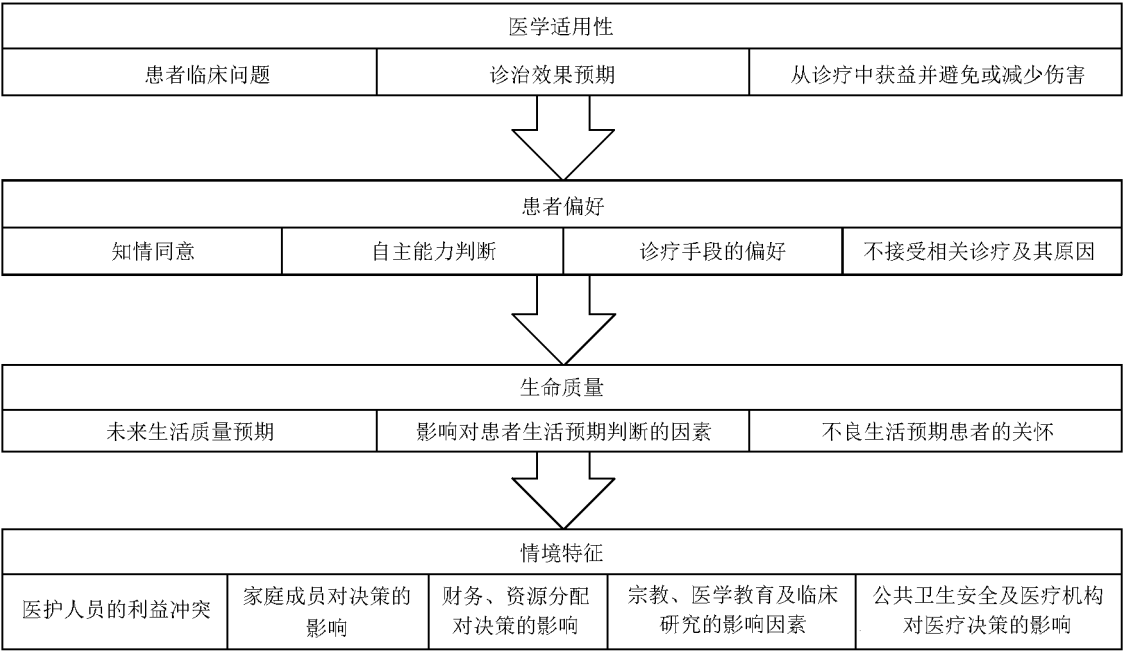 医学适用性
患者临床问题
诊治效果预期
从诊疗中获益并避免或减少伤害
患者偏好
知情同意
自主能力判断
诊疗手段的偏好
不接受相关诊疗及其原因
生命质量
未来生活质量预期
影响对患者生活预期判断的因素
不良生活预期患者的关怀
情境特征
医护人员的利益冲突
家庭成员对决策的
影响
财务、资源分配
对决策的影响
宗教、医学教育及临床
研究的影响因素
公共卫生安全及医疗机构
对医疗决策的影响